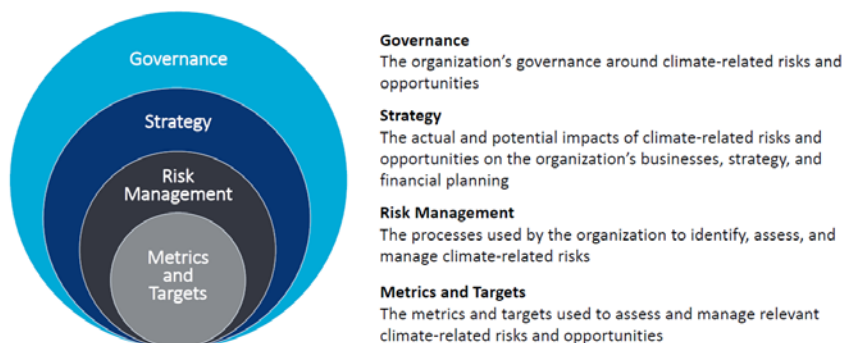 Governance
Strategy
Risk
Management
Metrics
and
Targets
Governance
The organization’s governance around climate-related risks and
opportunities
Strategy
The actual and potential impacts of climate-related risks and
opportunities on the organization’s businesses, strategy, and
financial planning
Risk Management
The processes used by the organization to identify, assess, and
manage climate-related risks
Metrics and Targets
The metrics and targets used to assess and manage relevant
climate-related risks and opportunities